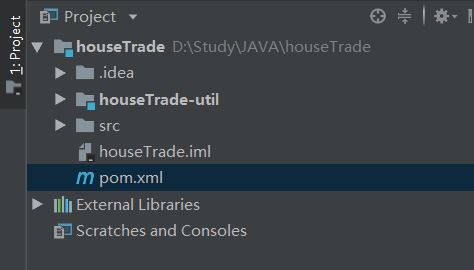 Project
1: Project
houseTrade D:\Study\JAVA\houseTrade
.idea
houseTrade-util
src
houseTrade.iml
pom.xml
External Libraries
Scratches and Consoles